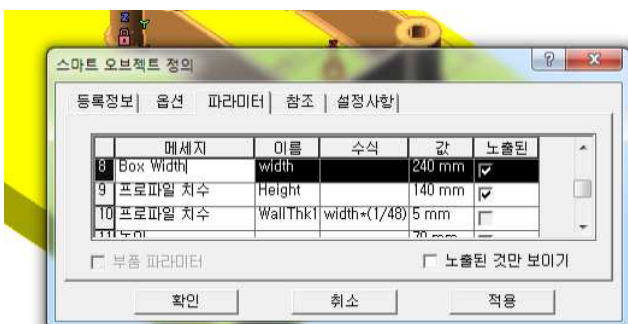 Z Y
스마트 오브젝트 정의
등록정보 옵션 파라미터 참조 설정사항
메세지 이름 수식 값 노출된
8 Box Width width 240 mm
9 프로파일 치수 Height 140 mm
10 프로파일 치수 WallThk1 width*(1/48) 5 mm
11 70 mm
부품 파라미터 노출된 것만 보이기
확인 취소 적용